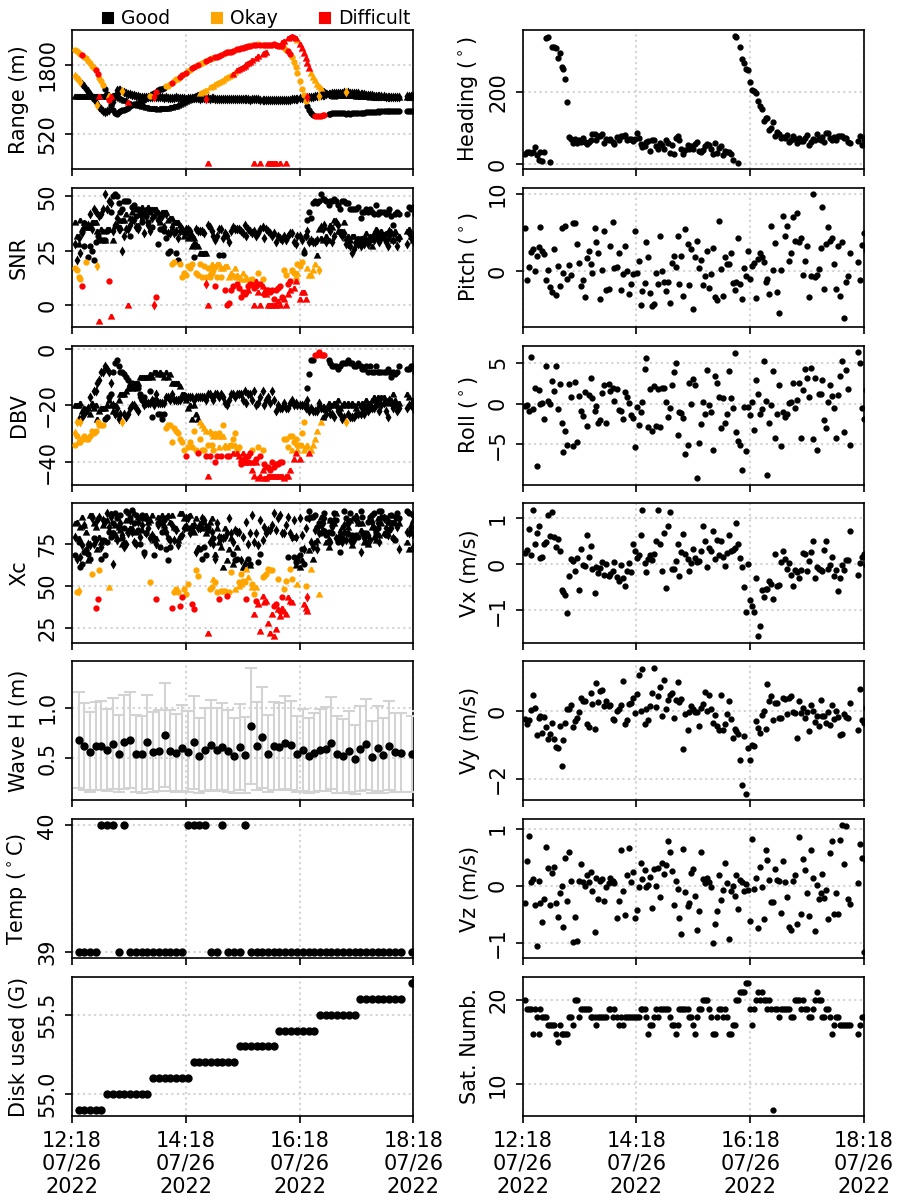 Good Okay Difficult
Range (m)
1800
520
Heading (°)
200
0
SNR
50
25
0
Pitch (°)
10
0
DBV
0
−20
−40
Roll (°)
5
0
−5
Xc
75
50
25
Vx (m/s)
1
0
−1
Wave H (m)
1.0
0.5
Vy (m/s)
0
−2
Temp (°C)
40
39
Vz (m/s)
1
0
−1
Disk used (G)
55.5
55.0
Sat. Numb.
20
10
12:18 14:18 16:18 18:18
07/26 07/26 07/26 07/26
2022 2022 2022 2022
12:18 14:18 16:18 18:18
07/26 07/26 07/26 07/26
2022 2022 2022 2022